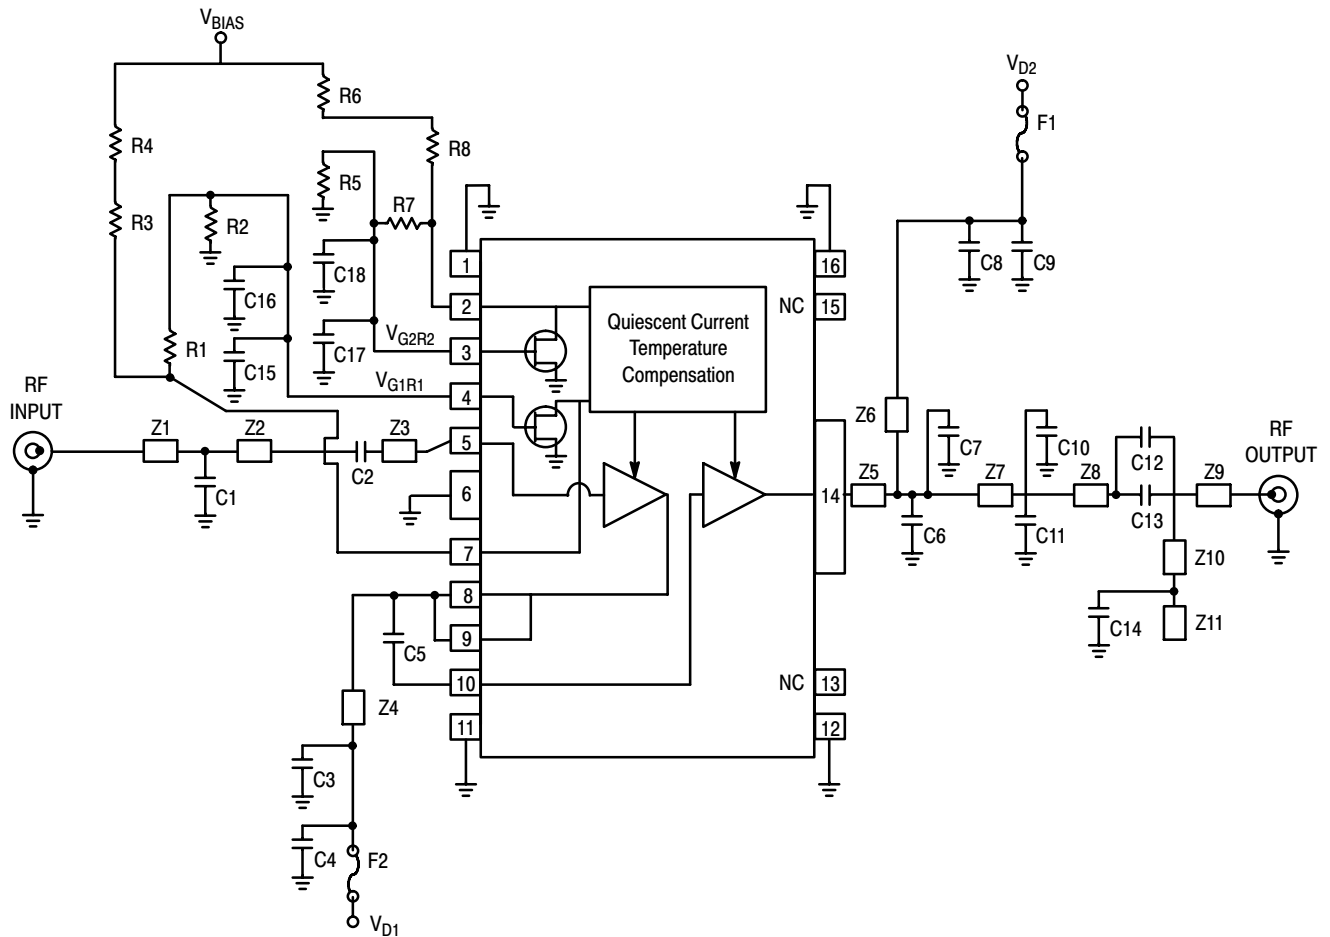 VBIAS
R6
VD2
F1
R4
R8
R5
R3
R2
R7
C18
C8
C9
1
16
C16
2
NC
15
VG2R2
Quiescent Current
Temperature
Compensation
R1
C17
3
C15
VG1R1
4
RF
INPUT
Z1
Z2
Z3
5
C2
C1
6
Z6
C7
C10
C12
RF
OUTPUT
14
Z5
Z7
Z8
Z9
C13
C6
C11
7
Z10
8
C14
Z11
C5
9
10
NC
13
Z4
11
12
C3
C4
F2
VD1